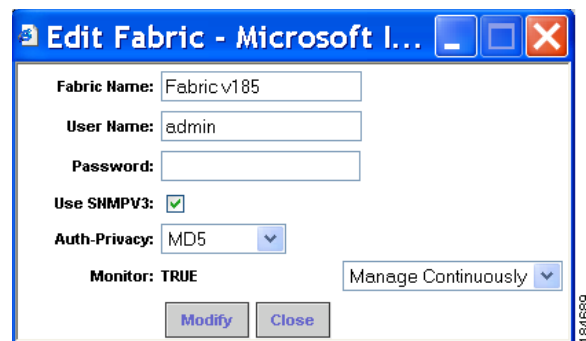 Edit Fabric - Microsoft I...
Fabric Name: Fabric v185
User Name: admin
Password:
Use SNMPV3:
Auth-Privacy: MD5
Monitor: TRUE Manage Continuously
Modify Close
184689